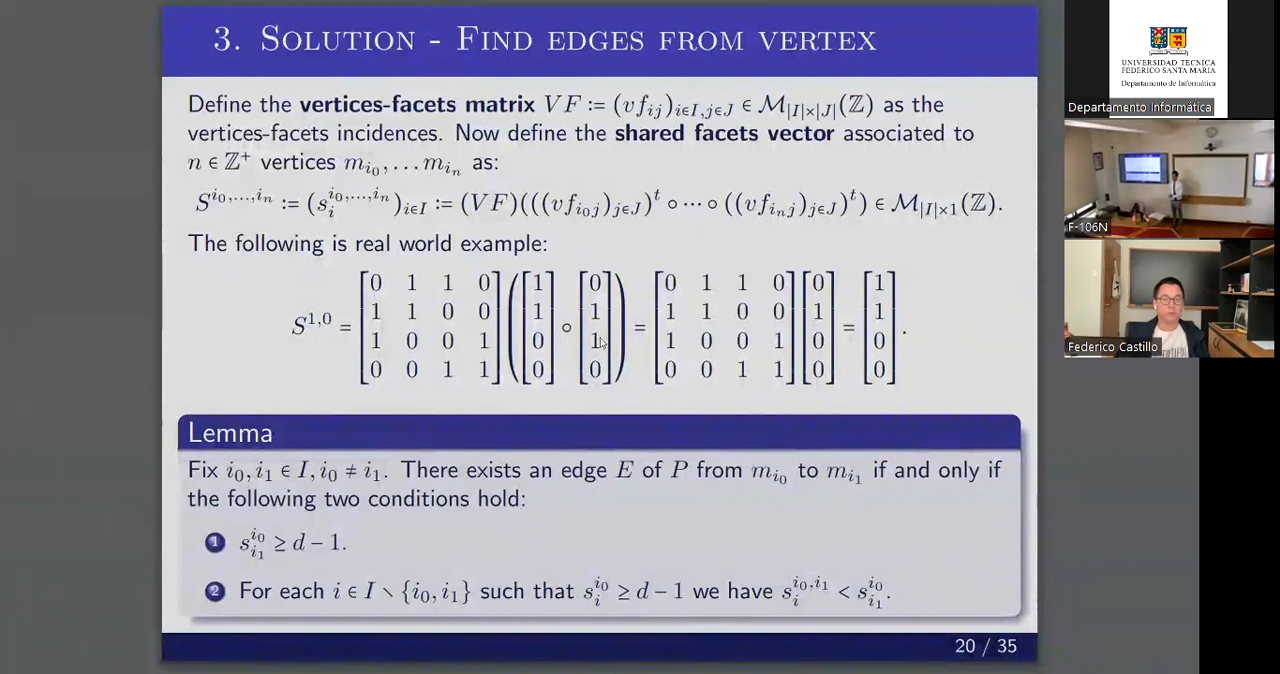 3. Solution - Find edges from vertex
Define the vertices-facets matrix VF := (vf_{ij})_{i∈I,j∈J} ∈ ℳ_{|I|×|J|}(ℤ) as the
vertices-facets incidences. Now define the shared facets vector associated to
n ∈ ℤ⁺ vertices m_{i_0}, … m_{i_n} as:
S^{i_0,…,i_n} := (s_i^{i_0,…,i_n})_{i∈I} := (VF)(((vf_{i_0j})_{j∈J})^t ∘ ⋯ ∘ ((vf_{i_nj})_{j∈J})^t) ∈ ℳ_{|I|×1}(ℤ).
The following is real world example:
S^{1,0} = [0 1 1 0; 1 1 0 0; 1 0 0 1; 0 0 1 1] ([1; 1; 0; 0] ∘ [0; 1; 1; 0]) = [0 1 1 0; 1 1 0 0; 1 0 0 1; 0 0 1 1] [0; 1; 0; 0] = [1; 1; 0; 0].
Lemma
Fix i_0, i_1 ∈ I, i_0 ≠ i_1. There exists an edge E of P from m_{i_0} to m_{i_1} if and only if
the following two conditions hold:
1 s_{i_1}^{i_0} ≥ d − 1.
2 For each i ∈ I ∖ {i_0, i_1} such that s_i^{i_0} ≥ d − 1 we have s_i^{i_0,i_1} < s_{i_1}^{i_0}.
20 / 35
UNIVERSIDAD TECNICA
FEDERICO SANTA MARIA
Departamento de Informática
Departamento Informática
F-106N
Federico Castillo